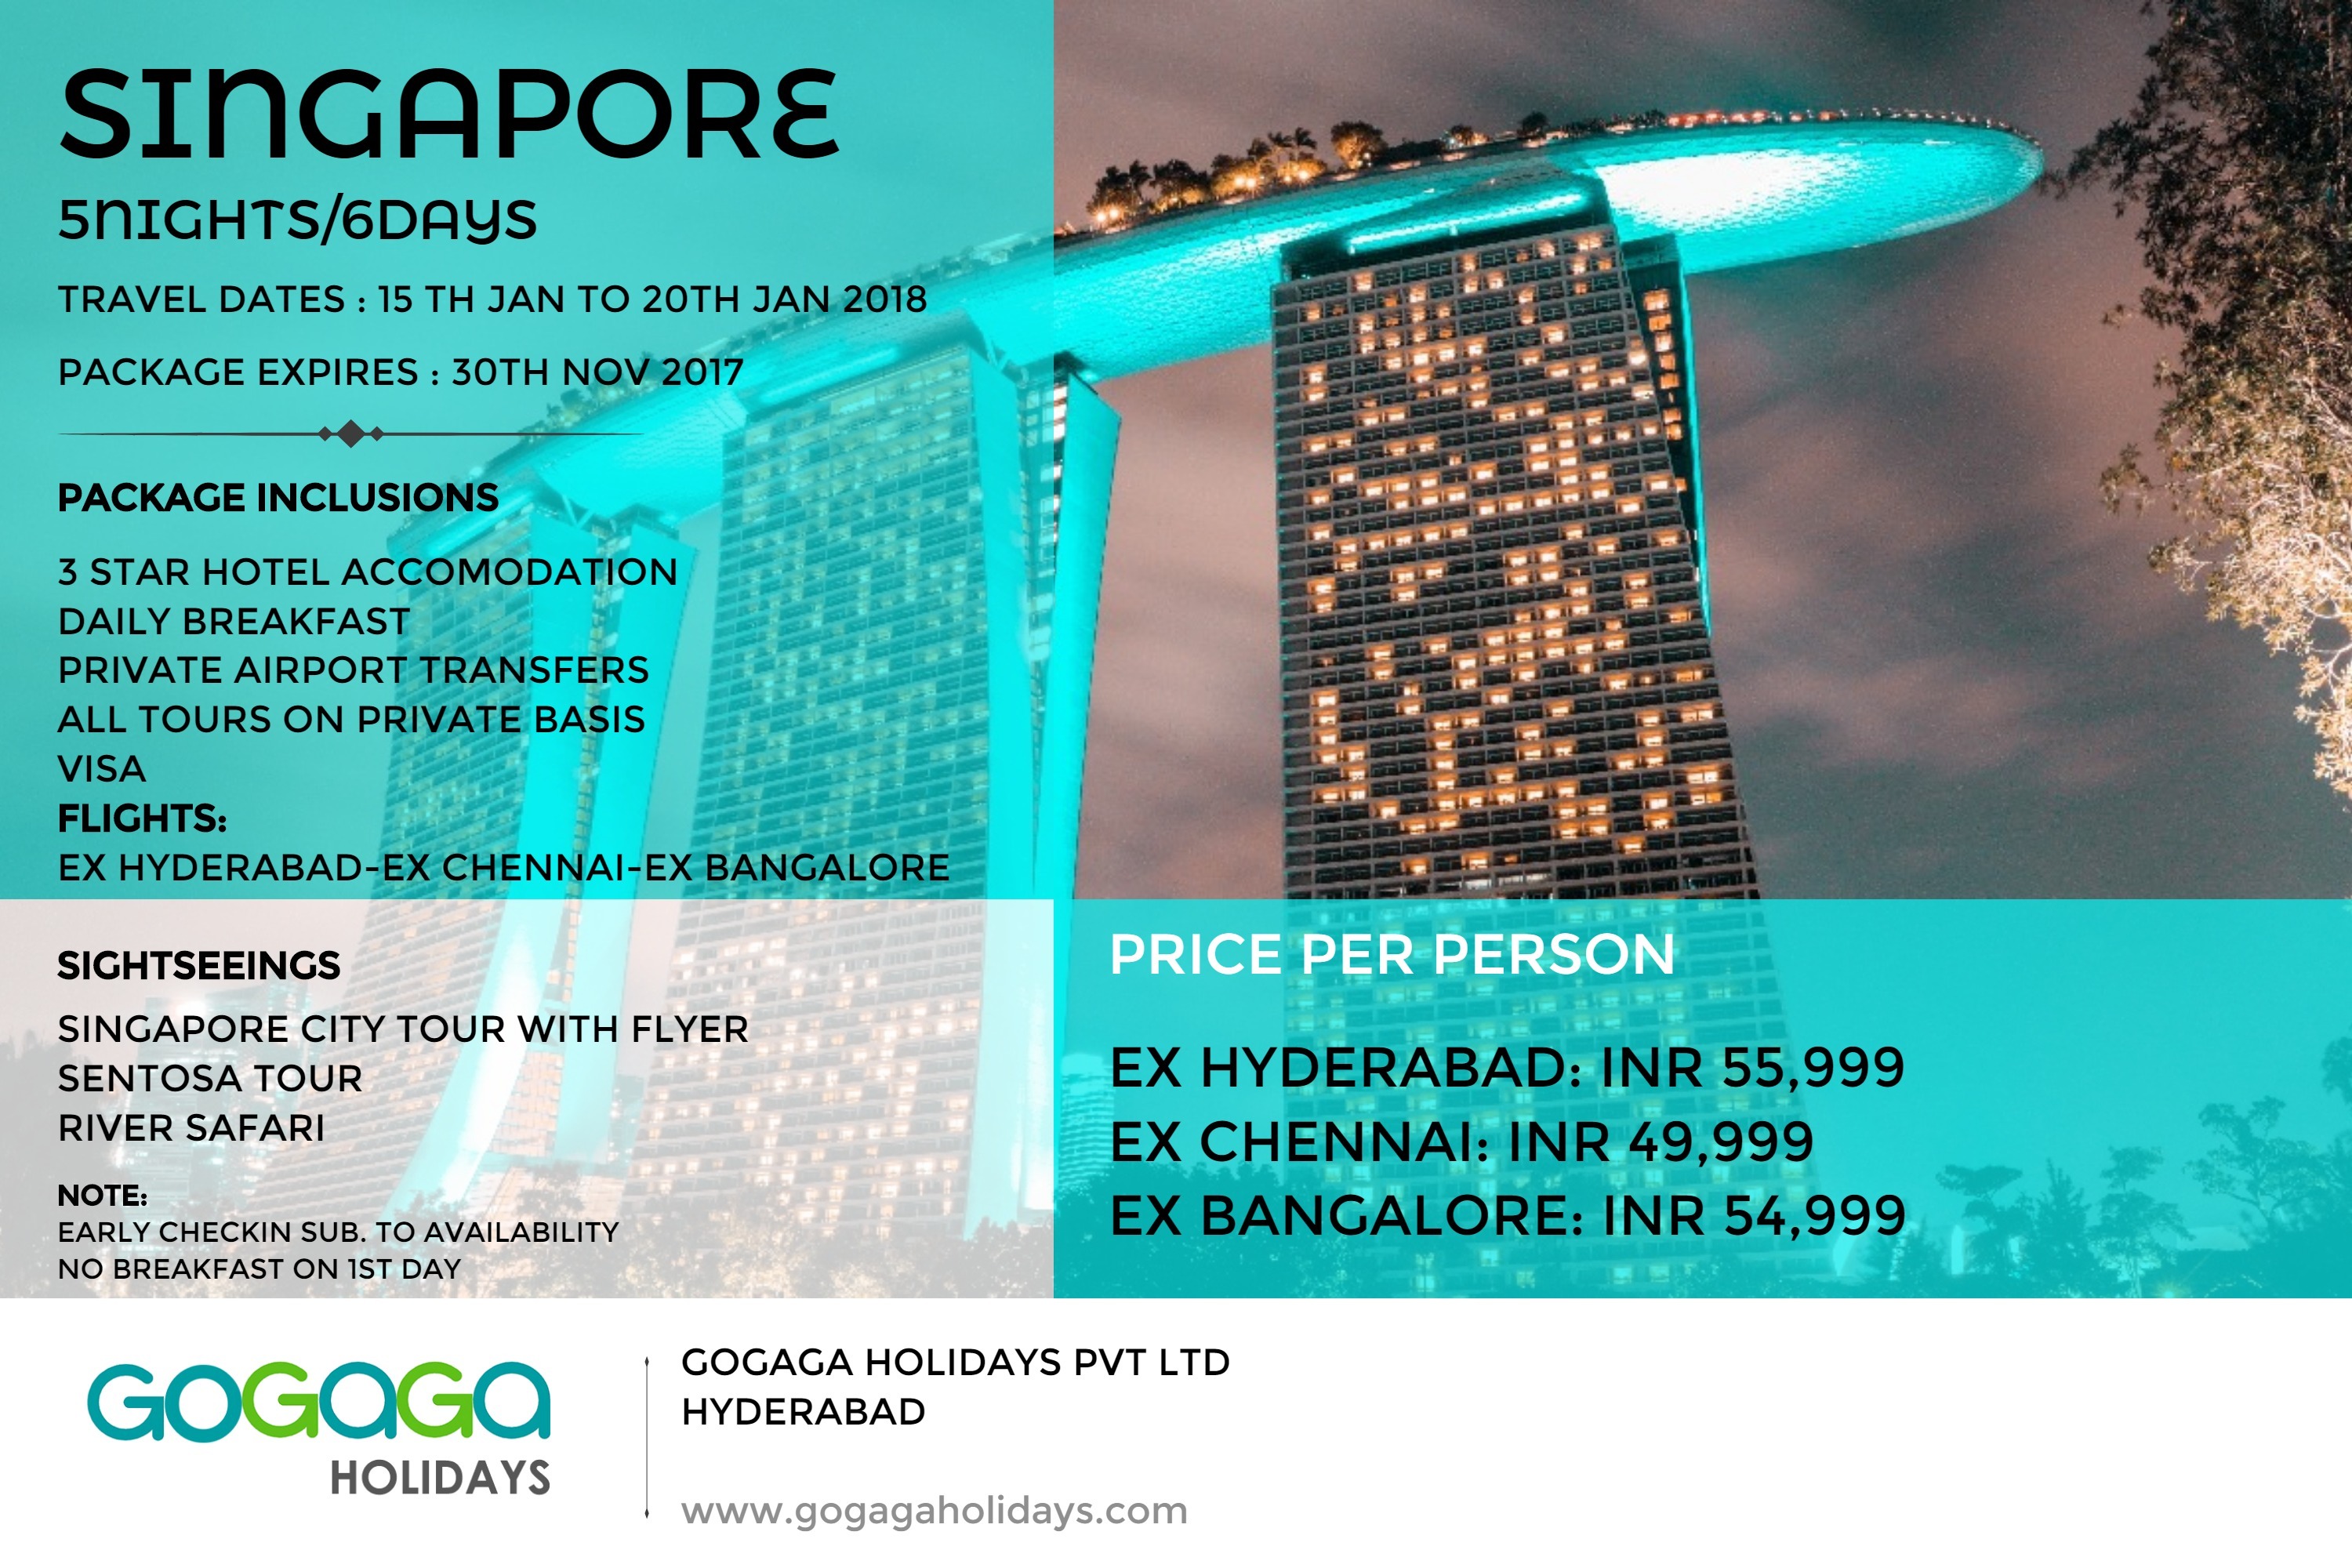 SINGAPORE
5NIGHTS/6DAYS
TRAVEL DATES : 15 TH JAN TO 20TH JAN 2018
PACKAGE EXPIRES : 30TH NOV 2017
PACKAGE INCLUSIONS
3 STAR HOTEL ACCOMODATION
DAILY BREAKFAST
PRIVATE AIRPORT TRANSFERS
ALL TOURS ON PRIVATE BASIS
VISA
FLIGHTS:
EX HYDERABAD-EX CHENNAI-EX BANGALORE
SIGHTSEEINGS
SINGAPORE CITY TOUR WITH FLYER
SENTOSA TOUR
RIVER SAFARI
NOTE:
EARLY CHECKIN SUB. TO AVAILABILITY
NO BREAKFAST ON 1ST DAY
PRICE PER PERSON
EX HYDERABAD: INR 55,999
EX CHENNAI: INR 49,999
EX BANGALORE: INR 54,999
GOGAGA
HOLIDAYS
GOGAGA HOLIDAYS PVT LTD
HYDERABAD
www.gogagaholidays.com